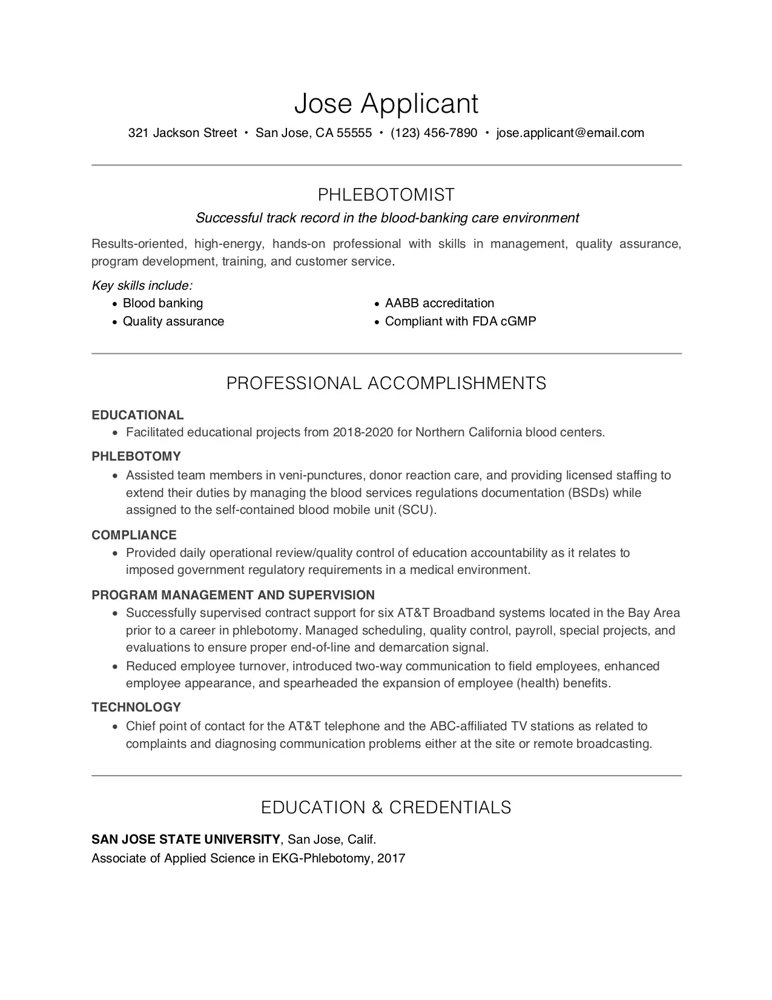 Jose Applicant
321 Jackson Street • San Jose, CA 55555 • (123) 456-7890 • jose.applicant@email.com
PHLEBOTOMIST
Successful track record in the blood-banking care environment
Results-oriented, high-energy, hands-on professional with skills in management, quality assurance,
program development, training, and customer service.
Key skills include:
• Blood banking
• Quality assurance
• AABB accreditation
• Compliant with FDA cGMP
PROFESSIONAL ACCOMPLISHMENTS
EDUCATIONAL
• Facilitated educational projects from 2018-2020 for Northern California blood centers.
PHLEBOTOMY
• Assisted team members in veni-punctures, donor reaction care, and providing licensed staffing to
extend their duties by managing the blood services regulations documentation (BSDs) while
assigned to the self-contained blood mobile unit (SCU).
COMPLIANCE
• Provided daily operational review/quality control of education accountability as it relates to
imposed government regulatory requirements in a medical environment.
PROGRAM MANAGEMENT AND SUPERVISION
• Successfully supervised contract support for six AT&T Broadband systems located in the Bay Area
prior to a career in phlebotomy. Managed scheduling, quality control, payroll, special projects, and
evaluations to ensure proper end-of-line and demarcation signal.
• Reduced employee turnover, introduced two-way communication to field employees, enhanced
employee appearance, and spearheaded the expansion of employee (health) benefits.
TECHNOLOGY
• Chief point of contact for the AT&T telephone and the ABC-affiliated TV stations as related to
complaints and diagnosing communication problems either at the site or remote broadcasting.
EDUCATION & CREDENTIALS
SAN JOSE STATE UNIVERSITY, San Jose, Calif.
Associate of Applied Science in EKG-Phlebotomy, 2017